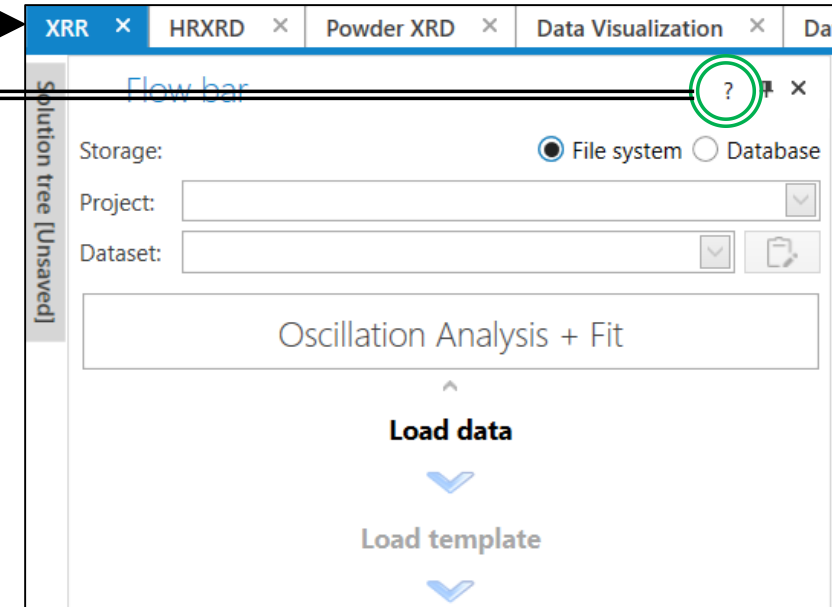 XRR × HRXRD × Powder XRD × Data Visualization × Da
Solution tree [Unsaved]
Flow bar ? ×
Storage: File system Database
Project:
Dataset:
Oscillation Analysis + Fit
Load data
Load template